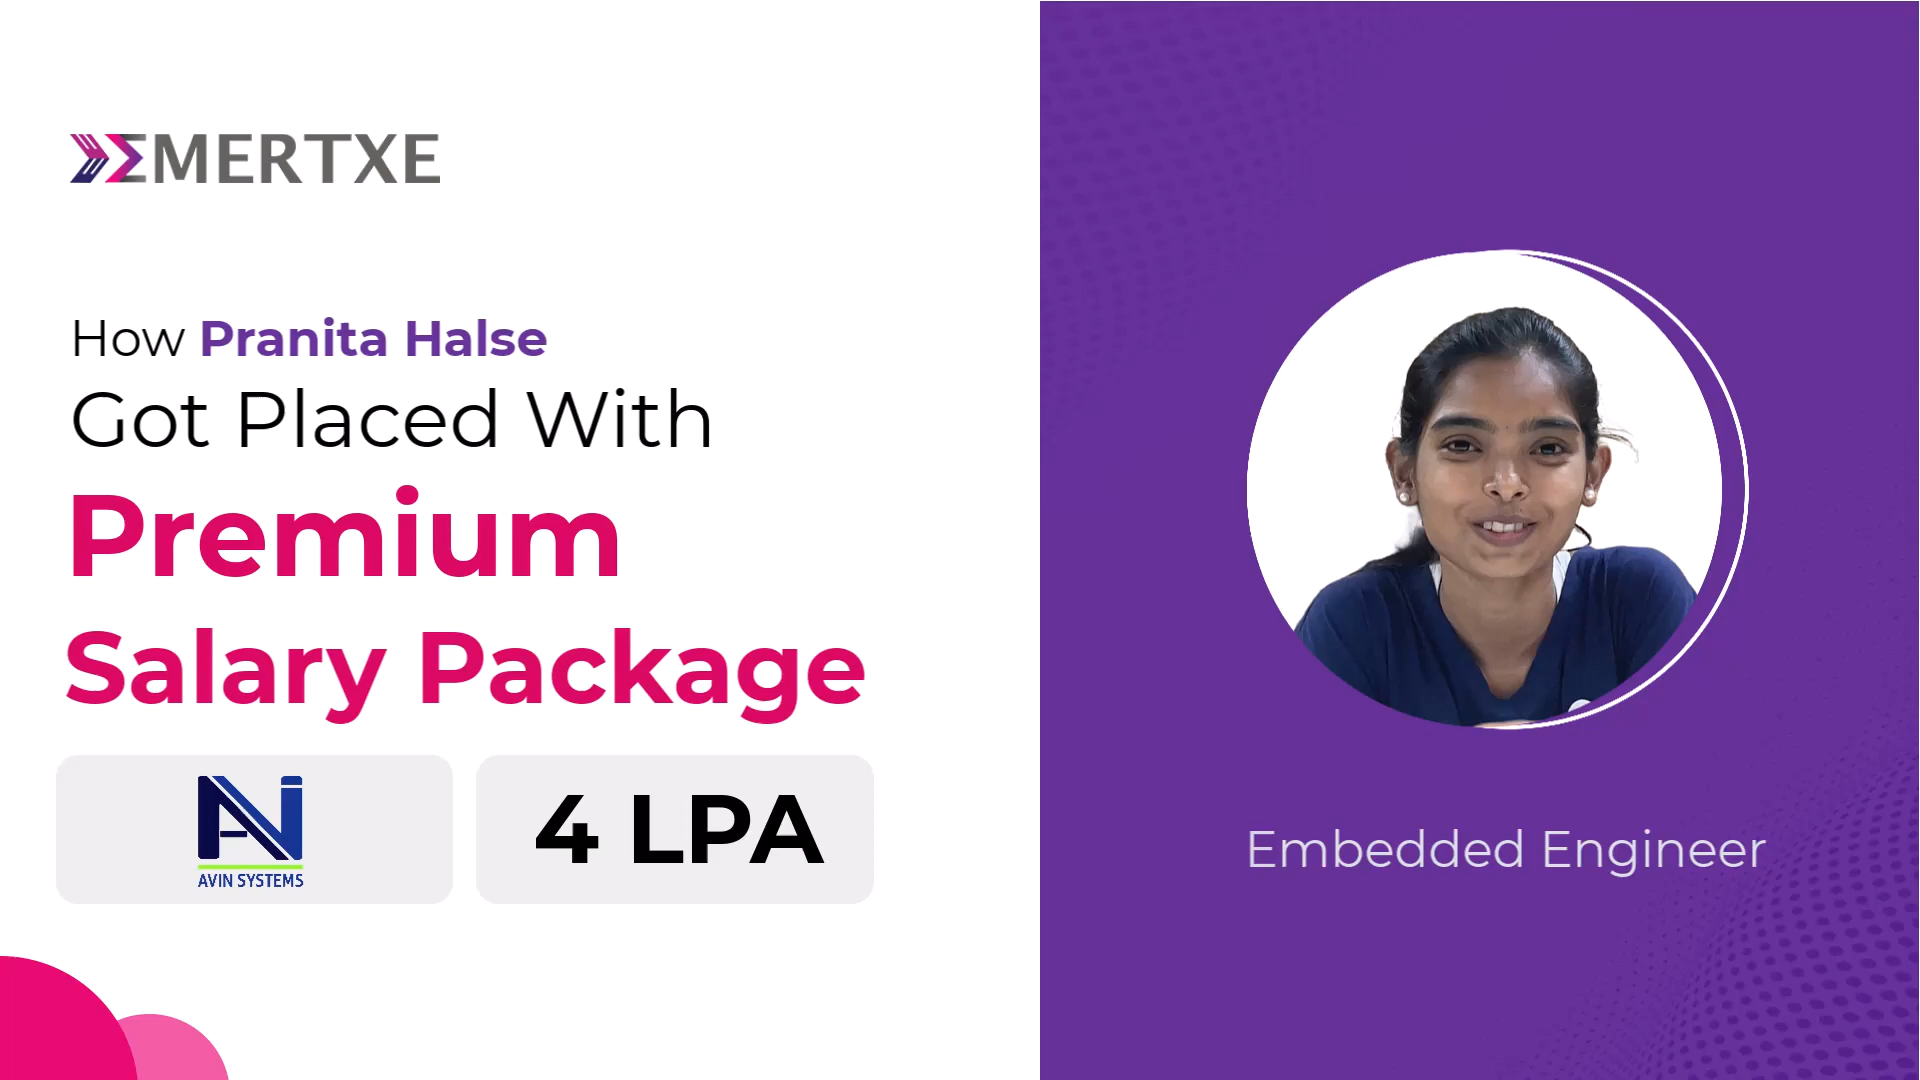 EMERTXE
How Pranita Halse
Got Placed With
Premium
Salary Package
AVIN SYSTEMS
4 LPA
Embedded Engineer